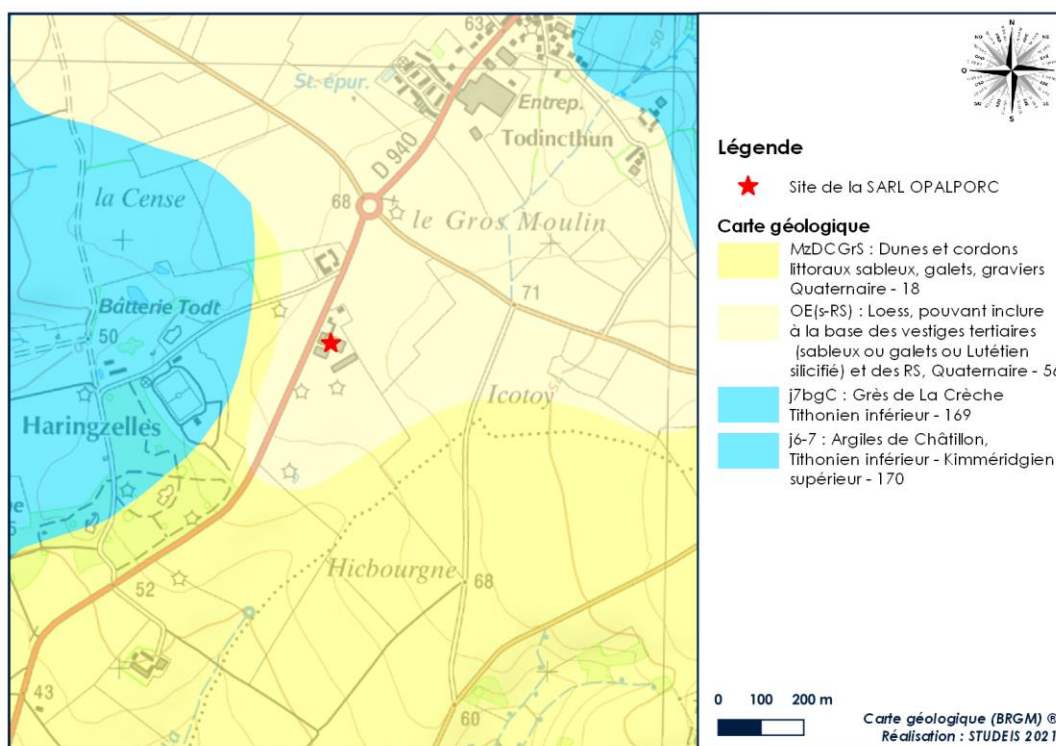 63
50
St. épur.
Entrep.
Todincthun
D 940
la Cense
68
le Gros Moulin
Batterie Todt
71
50
Icotoy
Haringzelles
Hicbourgne
68
52
43
60
N
S
O
Légende
Site de la SARL OPALPORC
Carte géologique
MzDCGrS : Dunes et cordons
littoraux sableux, galets, graviers
Quaternaire - 18
OE(s-RS) : Loess, pouvant inclure
à la base des vestiges tertiaires
(sableux ou galets ou Lutétien
silicifié) et des RS, Quaternaire - 56
j7bgC : Grès de La Crèche
Tithonien inférieur - 169
j6-7 : Argiles de Châtillon,
Tithonien inférieur - Kimméridgien
supérieur - 170
0 100 200 m
Carte géologique (BRGM) ©
Réalisation : STUDEIS 2021